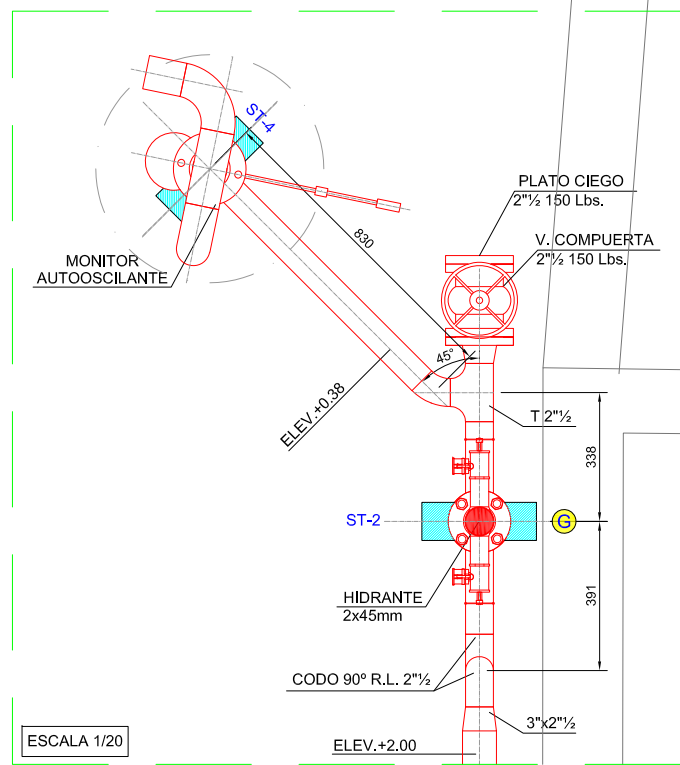 ST-4
PLATO CIEGO
2"½ 150 Lbs.
V. COMPUERTA
2"½ 150 Lbs.
830
MONITOR
AUTOOSCILANTE
45°
ELEV.+0.38
T 2"½
338
ST-2
G
HIDRANTE
2x45mm
391
CODO 90º R.L. 2"½
3"x2"½
ESCALA 1/20
ELEV.+2.00